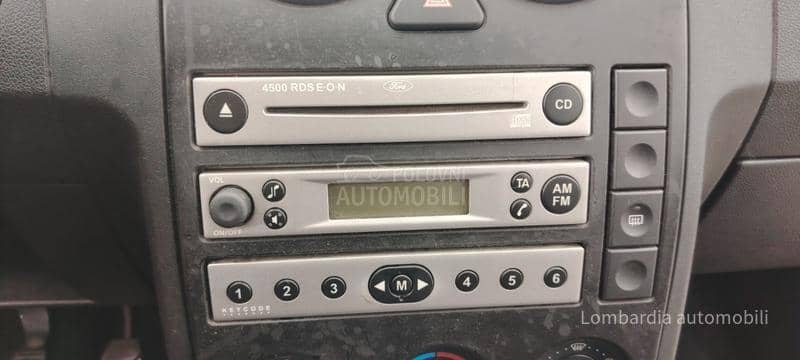 4500 RDS E·O·N Ford
CD
VOL
POLOVNI
AUTOMOBILI
TA
AM
FM
ON/OFF
1 2 3 M 4 5 6
KEYCODE
Lombardia automobili